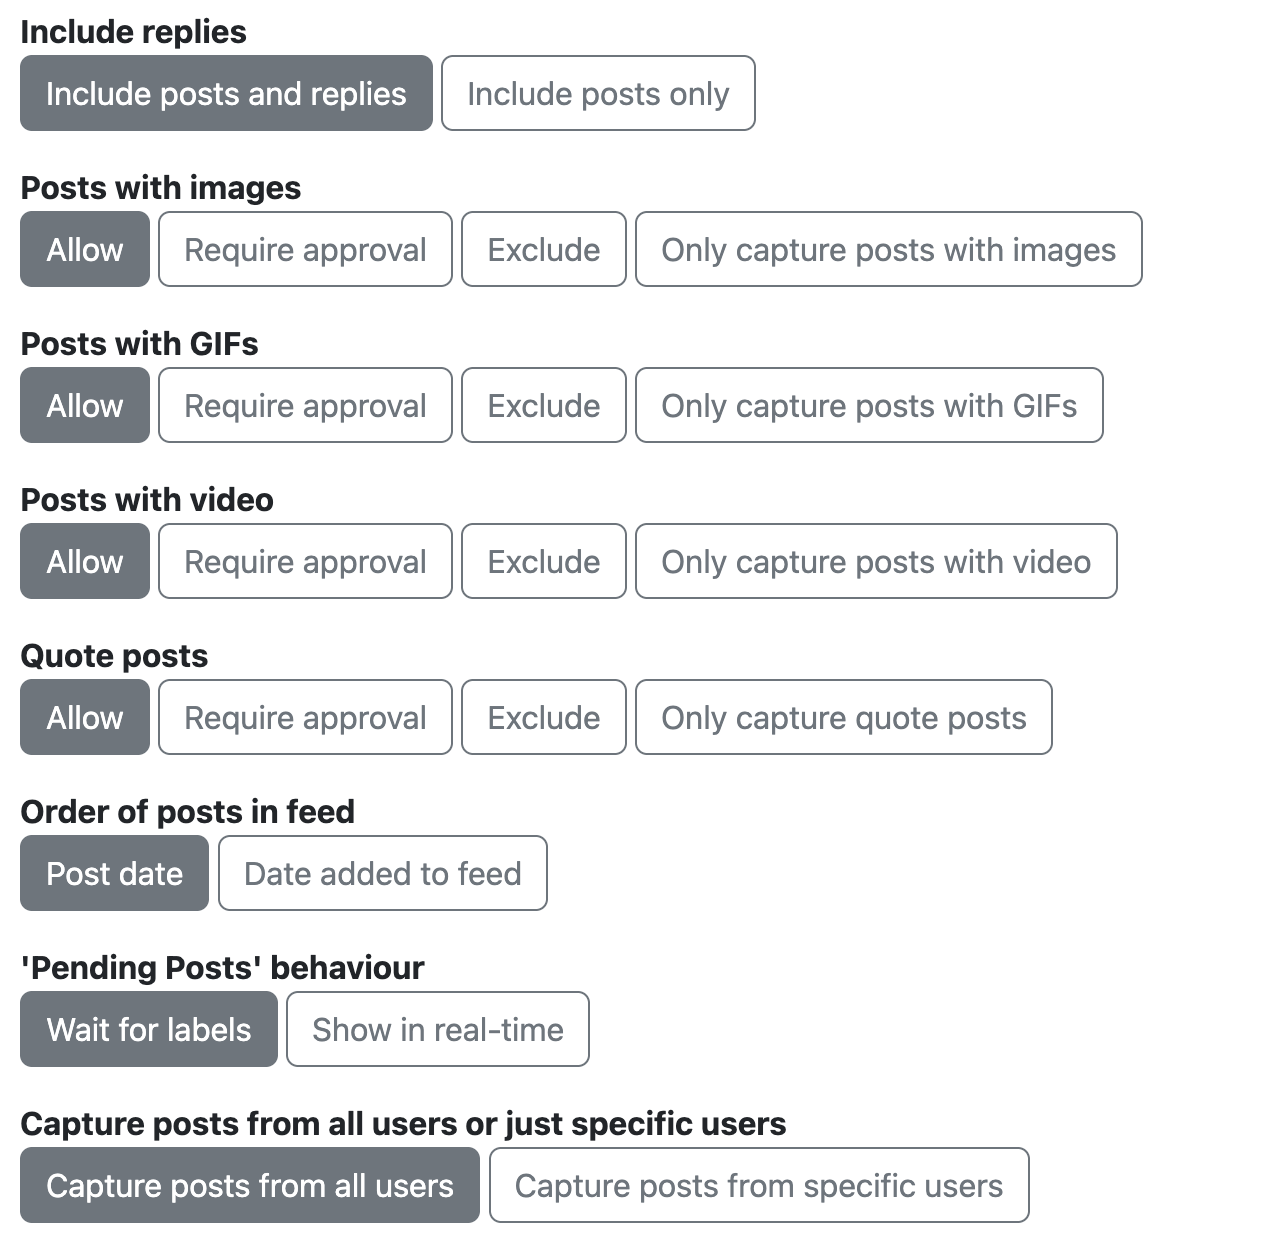 Include replies
Include posts and replies Include posts only
Posts with images
Allow Require approval Exclude Only capture posts with images
Posts with GIFs
Allow Require approval Exclude Only capture posts with GIFs
Posts with video
Allow Require approval Exclude Only capture posts with video
Quote posts
Allow Require approval Exclude Only capture quote posts
Order of posts in feed
Post date Date added to feed
'Pending Posts' behaviour
Wait for labels Show in real-time
Capture posts from all users or just specific users
Capture posts from all users Capture posts from specific users